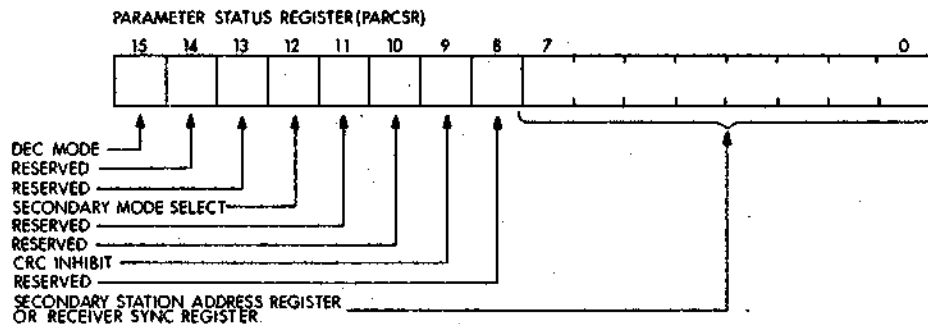 PARAMETER STATUS REGISTER (PARCSR)
15 14 13 12 11 10 9 8 7 0
DEC MODE
RESERVED
RESERVED
SECONDARY MODE SELECT
RESERVED
RESERVED
CRC INHIBIT
RESERVED
SECONDARY STATION ADDRESS REGISTER
OR RECEIVER SYNC REGISTER